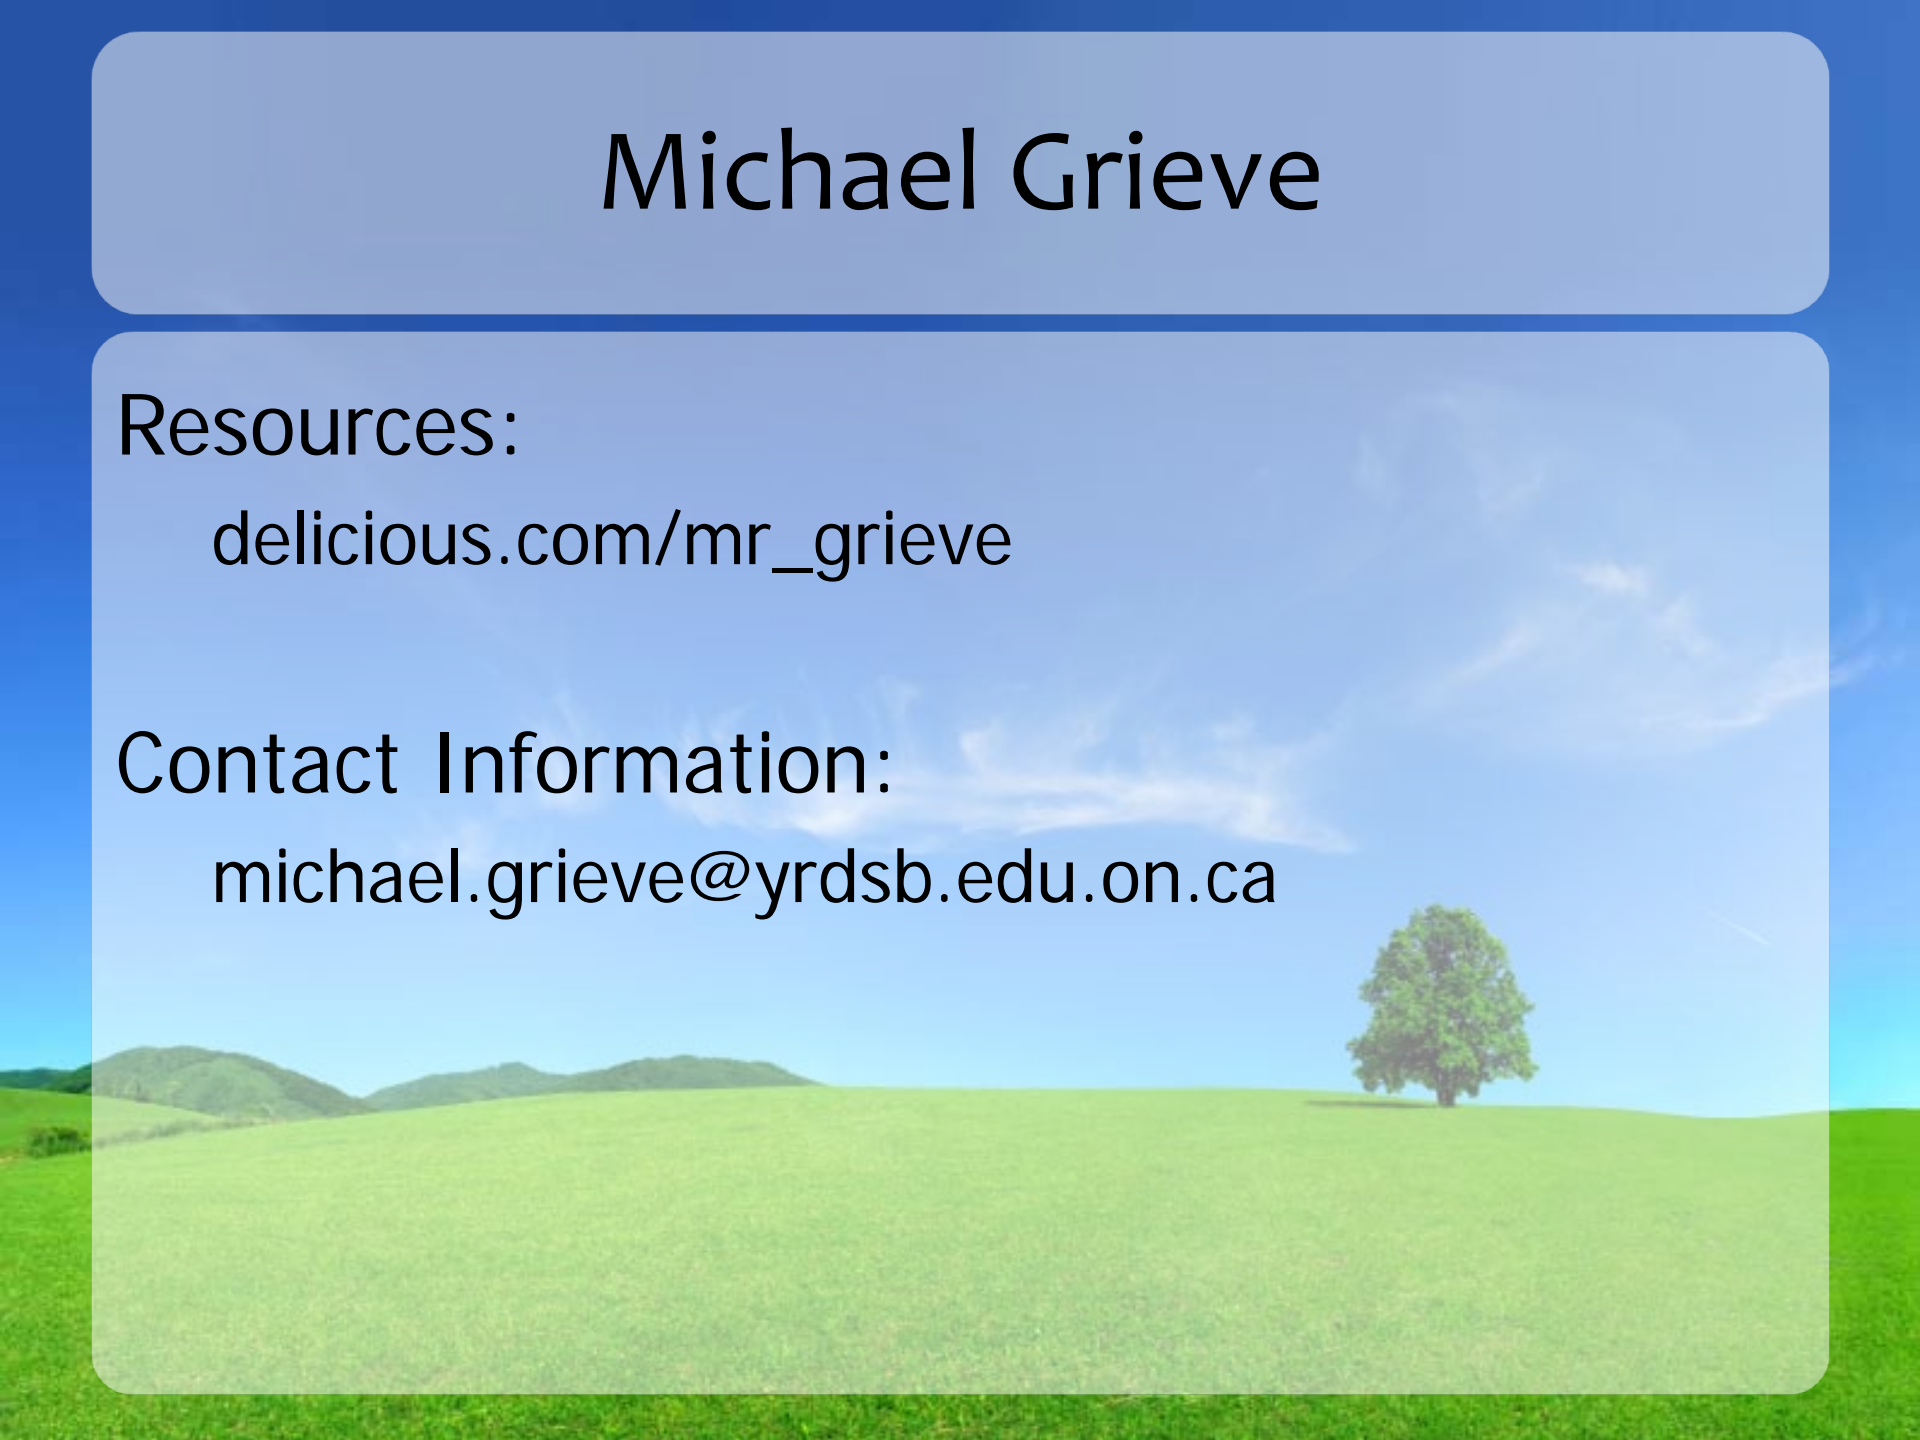 Michael Grieve
Resources:
delicious.com/mr_grieve
Contact Information:
michael.grieve@yrdsb.edu.on.ca